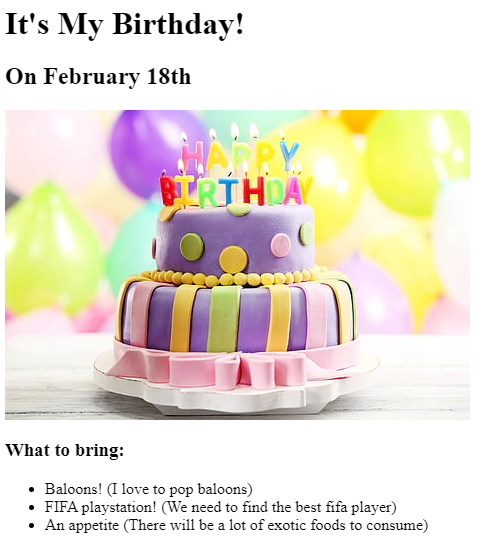 It's My Birthday!
On February 18th
HAPPY
BIRTHDAY
What to bring:
Baloons! (I love to pop baloons)
FIFA playstation! (We need to find the best fifa player)
An appetite (There will be a lot of exotic foods to consume)